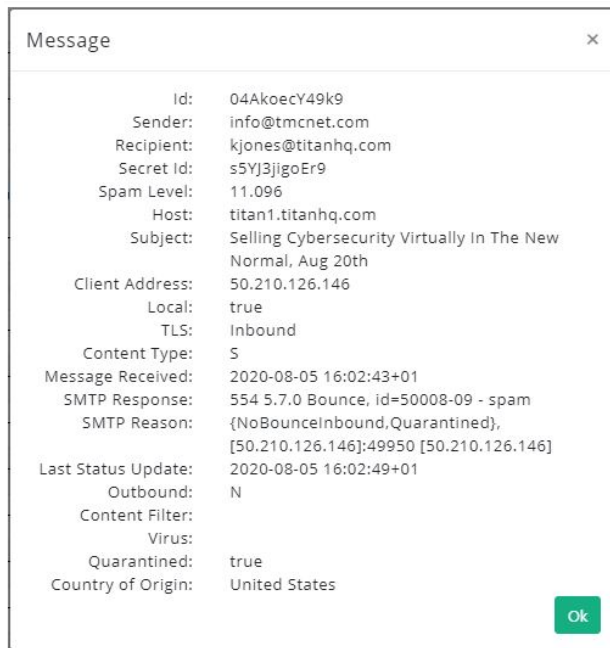 Message ×
Id: 04AkoecY49k9
Sender: info@tmcnet.com
Recipient: kjones@titanhq.com
Secret Id: s5YJ3jigoEr9
Spam Level: 11.096
Host: titan1.titanhq.com
Subject: Selling Cybersecurity Virtually In The New
Normal, Aug 20th
Client Address: 50.210.126.146
Local: true
TLS: Inbound
Content Type: S
Message Received: 2020-08-05 16:02:43+01
SMTP Response: 554 5.7.0 Bounce, id=50008-09 - spam
SMTP Reason: {NoBounceInbound,Quarantined},
[50.210.126.146]:49950 [50.210.126.146]
Last Status Update: 2020-08-05 16:02:49+01
Outbound: N
Content Filter:
Virus:
Quarantined: true
Country of Origin: United States
Ok